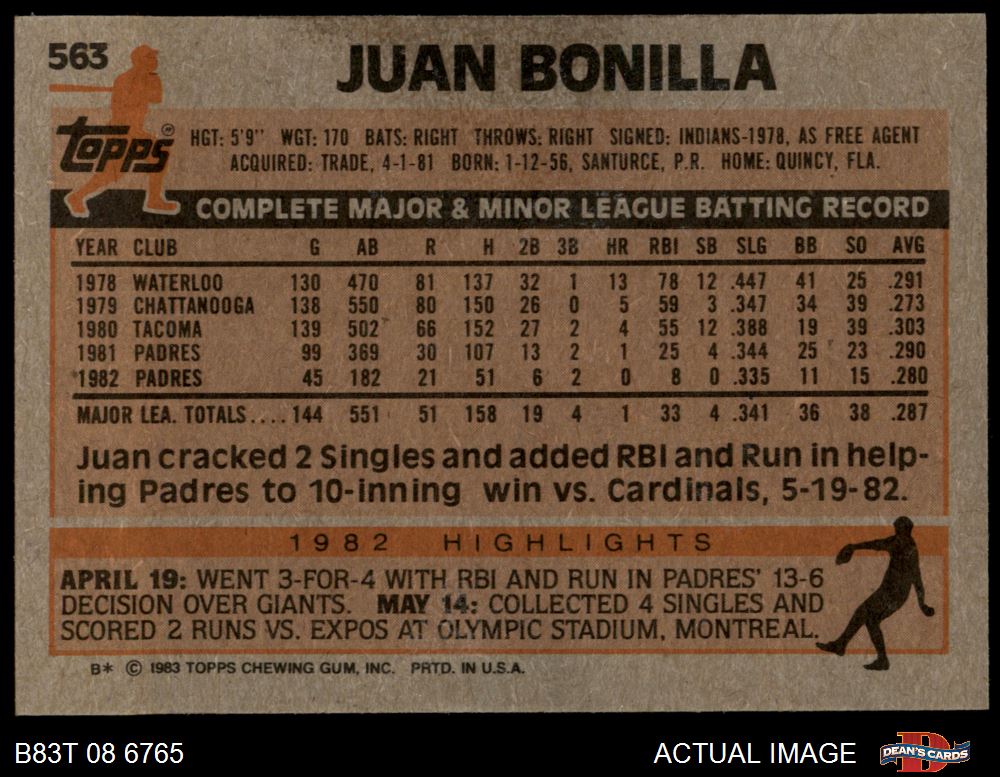 563
JUAN BONILLA
topps®
HGT: 5'9" WGT: 170 BATS: RIGHT THROWS: RIGHT SIGNED: INDIANS-1978, AS FREE AGENT
ACQUIRED: TRADE, 4-1-81 BORN: 1-12-56, SANTURCE, P.R. HOME: QUINCY, FLA.
COMPLETE MAJOR & MINOR LEAGUE BATTING RECORD
YEAR CLUB G AB R H 2B 3B HR RBI SB SLG BB SO AVG
1978 WATERLOO 130 470 81 137 32 1 13 78 12 .447 41 25 .291
1979 CHATTANOOGA 138 550 80 150 26 0 5 59 3 .347 34 39 .273
1980 TACOMA 139 502 66 152 27 2 4 55 12 .388 19 39 .303
1981 PADRES 99 369 30 107 13 2 1 25 4 .344 25 23 .290
1982 PADRES 45 182 21 51 6 2 0 8 0 .335 11 15 .280
MAJOR LEA. TOTALS.... 144 551 51 158 19 4 1 33 4 .341 36 38 .287
Juan cracked 2 Singles and added RBI and Run in help-
ing Padres to 10-inning win vs. Cardinals, 5-19-82.
1982 HIGHLIGHTS
APRIL 19: WENT 3-FOR-4 WITH RBI AND RUN IN PADRES' 13-6
DECISION OVER GIANTS. MAY 14: COLLECTED 4 SINGLES AND
SCORED 2 RUNS VS. EXPOS AT OLYMPIC STADIUM, MONTREAL.
B* © 1983 TOPPS CHEWING GUM, INC. PRTD. IN U.S.A.
B83T 08 6765
ACTUAL IMAGE
DEAN'S CARDS